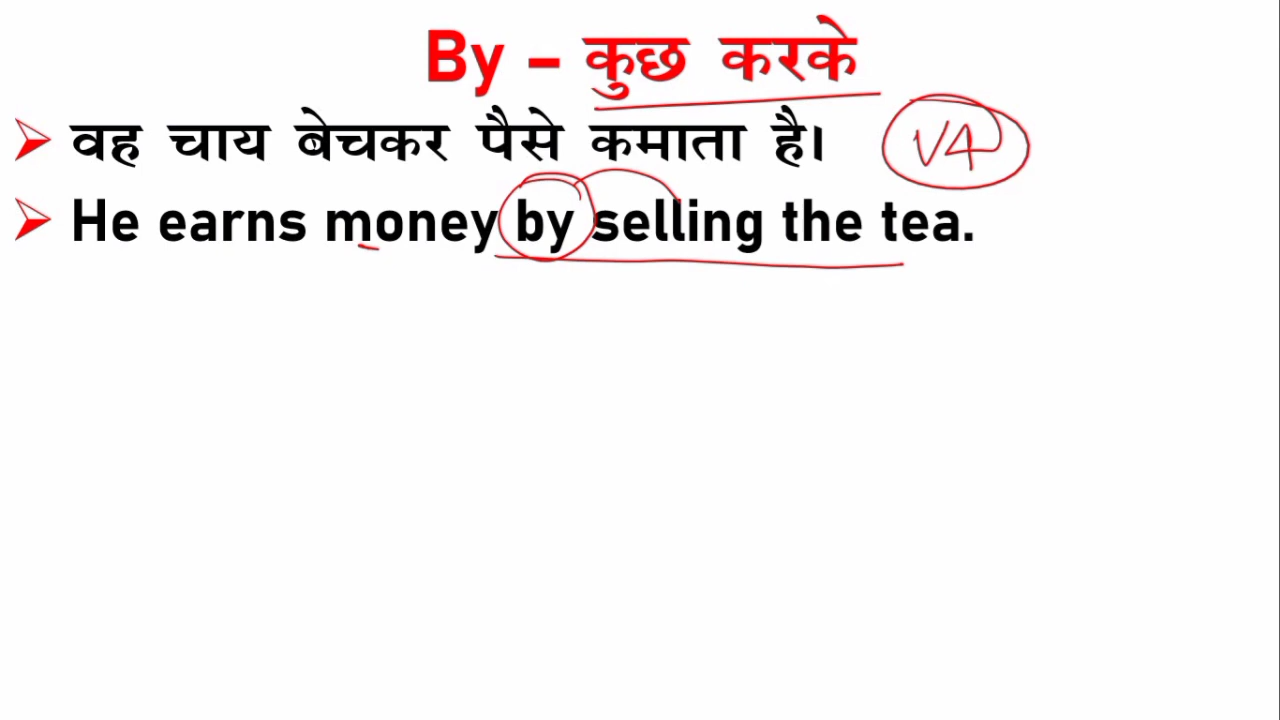 By – कुछ करके
वह चाय बेचकर पैसे कमाता है।
V4
He earns money by selling the tea.